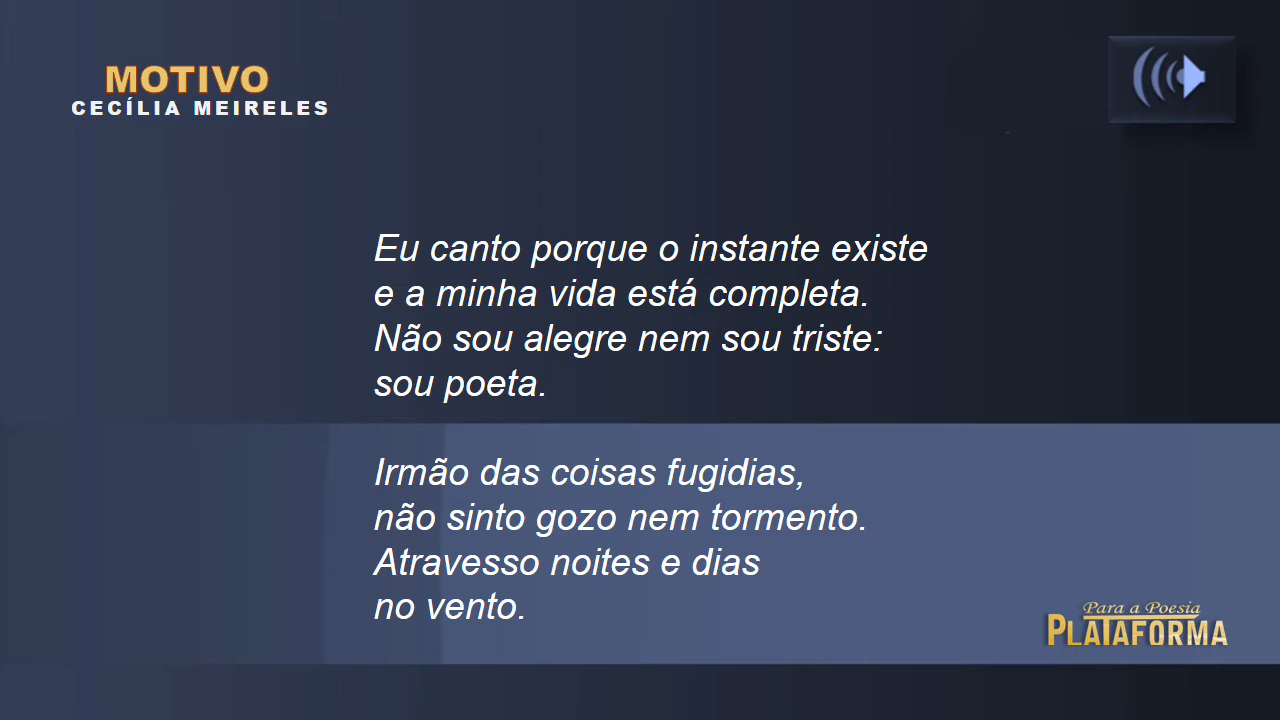 MOTIVO
CECÍLIA MEIRELES
Eu canto porque o instante existe
e a minha vida está completa.
Não sou alegre nem sou triste:
sou poeta.
Irmão das coisas fugidias,
não sinto gozo nem tormento.
Atravesso noites e dias
no vento.
Para a Poesia
PLATAFORMA